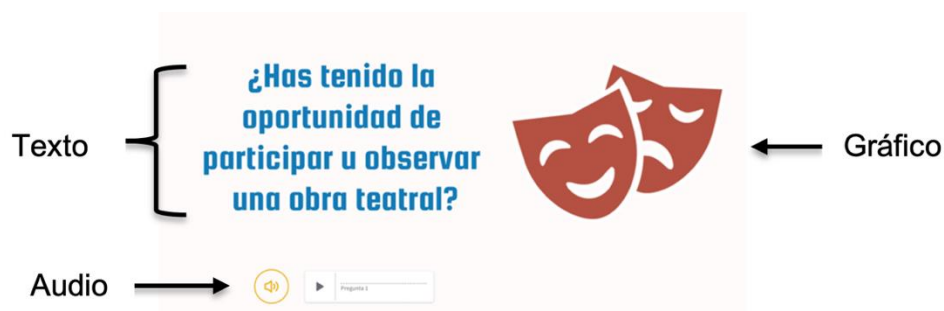 ¿Has tenido la
oportunidad de
participar u observar
una obra teatral?
Texto
Gráfico
Audio
Pregunta 1